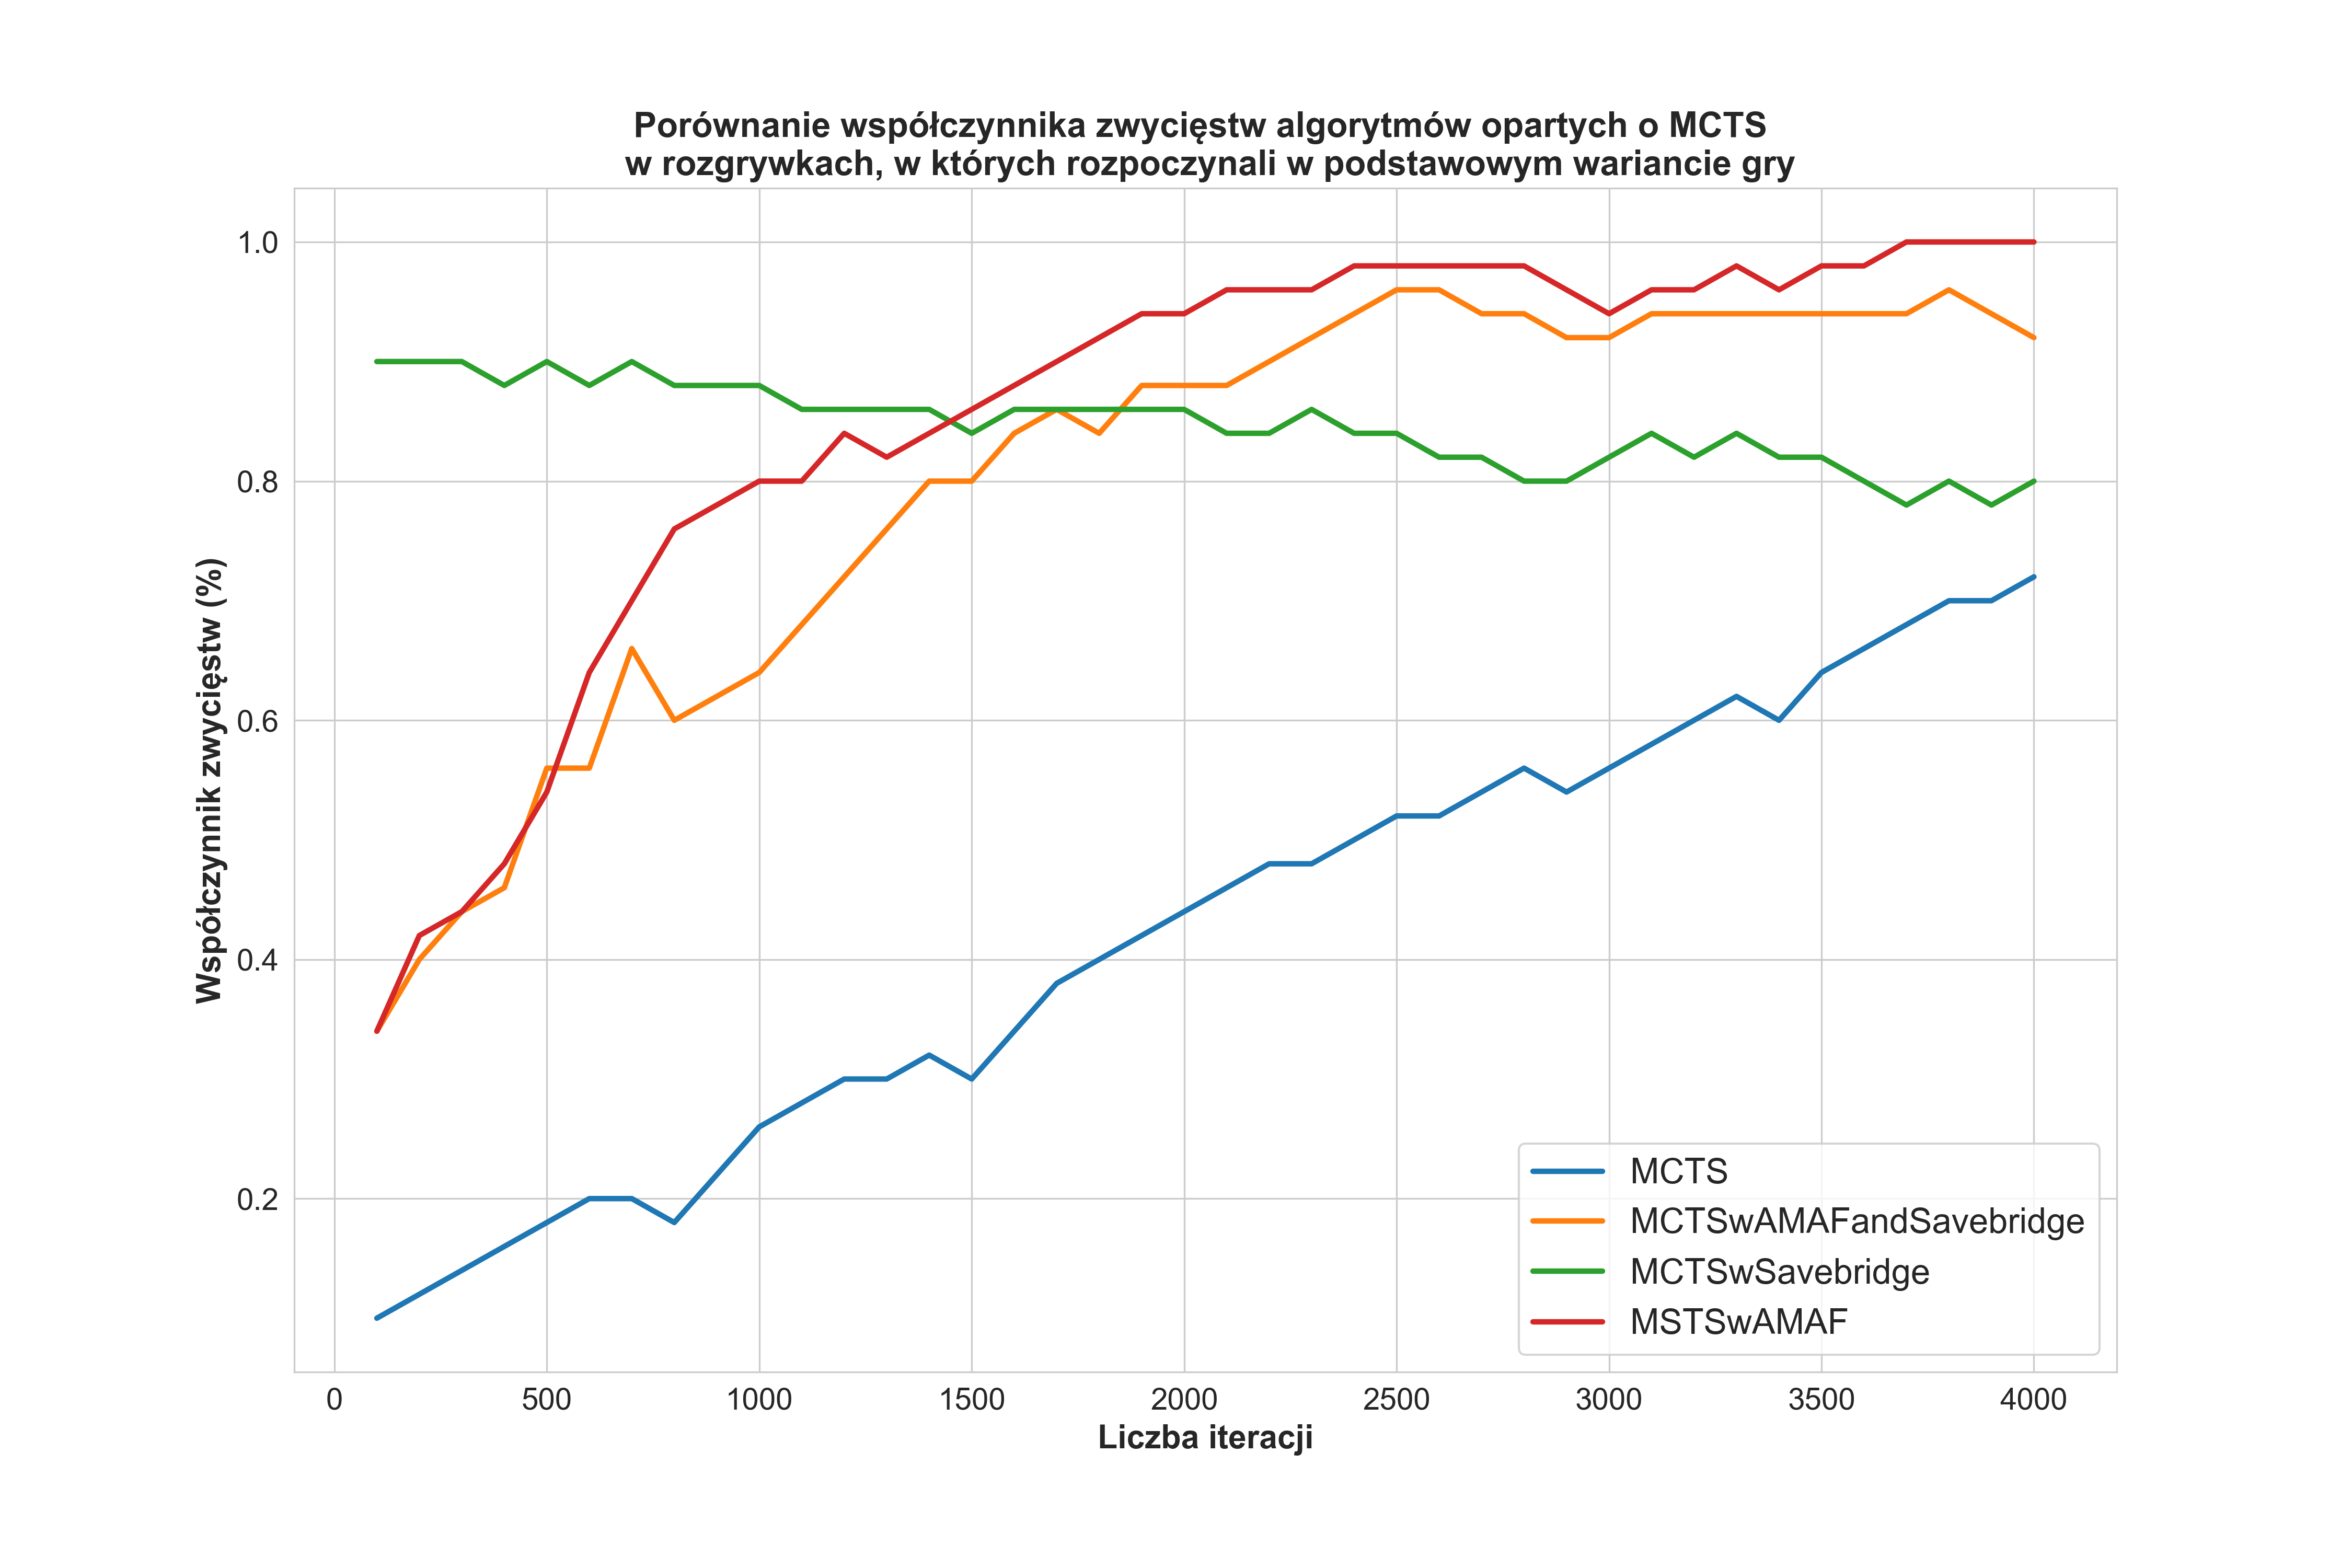 Porównanie współczynnika zwycięstw algorytmów opartych o MCTS
w rozgrywkach, w których rozpoczynali w podstawowym wariancie gry
1.0
0.8
0.6
0.4
0.2
Współczynnik zwycięstw (%)
0 500 1000 1500 2000 2500 3000 3500 4000
Liczba iteracji
MCTS
MCTSwAMAFandSavebridge
MCTSwSavebridge
MSTSwAMAF